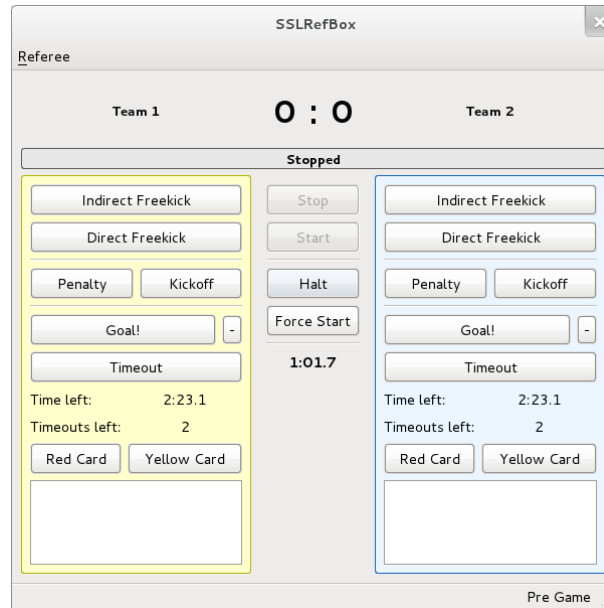 SSLRefBox
Referee
Team 1
0 : 0
Team 2
Stopped
Indirect Freekick
Direct Freekick
Penalty
Kickoff
Goal!
-
Timeout
Time left: 2:23.1
Timeouts left: 2
Red Card
Yellow Card
Stop
Start
Halt
Force Start
1:01.7
Indirect Freekick
Direct Freekick
Penalty
Kickoff
Goal!
-
Timeout
Time left: 2:23.1
Timeouts left: 2
Red Card
Yellow Card
Pre Game